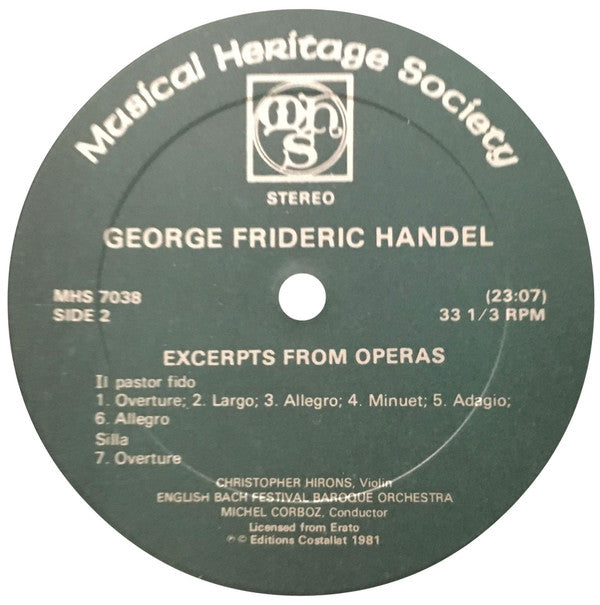 Musical Heritage Society
mhs
STEREO
GEORGE FRIDERIC HANDEL
MHS 7038
(23:07)
SIDE 2
33 1/3 RPM
EXCERPTS FROM OPERAS
Il pastor fido
1. Overture; 2. Largo; 3. Allegro; 4. Minuet; 5. Adagio;
6. Allegro
Silla
7. Overture
CHRISTOPHER HIRONS, Violin
ENGLISH BACH FESTIVAL BAROQUE ORCHESTRA
MICHEL CORBOZ, Conductor
Licensed from Erato
℗ © Editions Costallat 1981